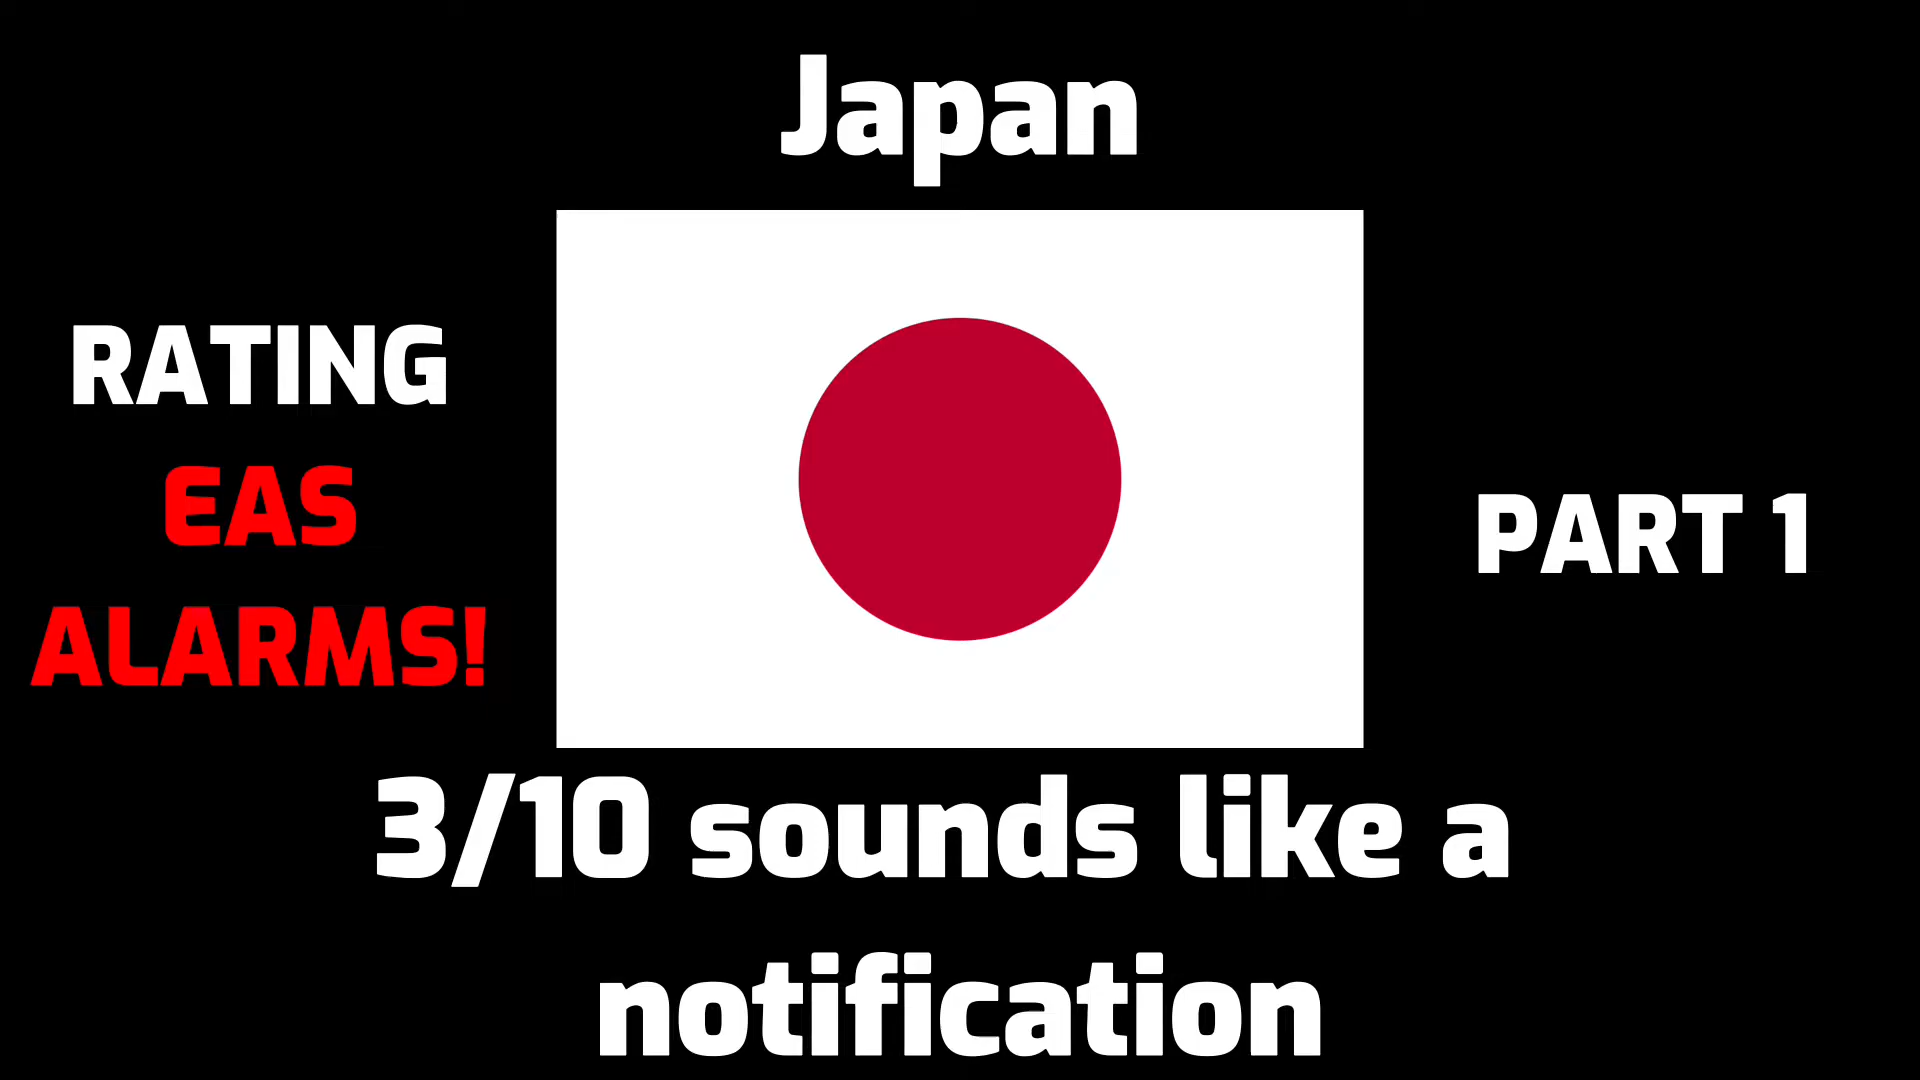 Japan
RATING
EAS
ALARMS!
PART 1
3/10 sounds like a
notification